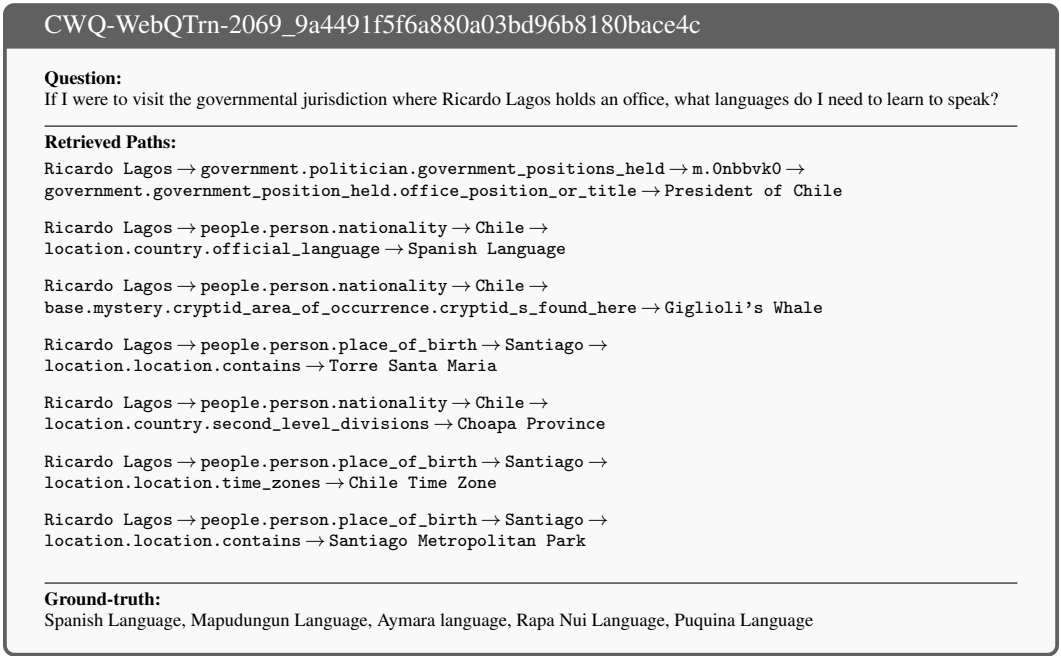 CWQ-WebQTrn-2069_9a4491f5f6a880a03bd96b8180bace4c
Question:
If I were to visit the governmental jurisdiction where Ricardo Lagos holds an office, what languages do I need to learn to speak?
Retrieved Paths:
Ricardo Lagos → government.politician.government_positions_held → m.0nbbvk0 →
government.government_position_held.office_position_or_title → President of Chile
Ricardo Lagos → people.person.nationality → Chile →
location.country.official_language → Spanish Language
Ricardo Lagos → people.person.nationality → Chile →
base.mystery.cryptid_area_of_occurrence.cryptid_s_found_here → Giglioli's Whale
Ricardo Lagos → people.person.place_of_birth → Santiago →
location.location.contains → Torre Santa Maria
Ricardo Lagos → people.person.nationality → Chile →
location.country.second_level_divisions → Choapa Province
Ricardo Lagos → people.person.place_of_birth → Santiago →
location.location.time_zones → Chile Time Zone
Ricardo Lagos → people.person.place_of_birth → Santiago →
location.location.contains → Santiago Metropolitan Park
Ground-truth:
Spanish Language, Mapudungun Language, Aymara language, Rapa Nui Language, Puquina Language